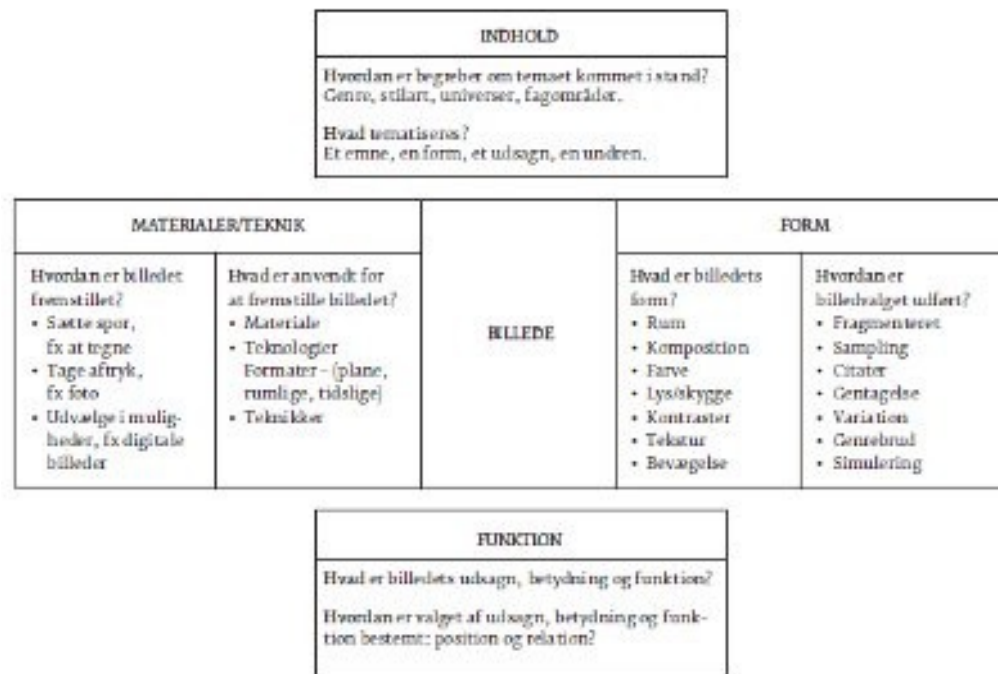 INDHOLD
Hvordan er begreber om temaet kommet i stand?
Genre, stilart, universer, fagområder.
Hvad tematiseres?
Et emne, en form, et udsagn, en undren.
MATERIALER/TEKNIK
Hvordan er billedet
fremstillet?
• Sætte spor,
fx at tegne
• Tage aftryk,
fx foto
• Udvælge i mulig-
heder, fx digitale
billeder
Hvad er anvendt for
at fremstille billedet?
• Materiale
• Teknologier
Formater – (plane,
rumlige, tidslige)
• Teknikker
BILLEDE
FORM
Hvad er billedets
form?
• Rum
• Komposition
• Farve
• Lys/skygge
• Kontraster
• Tekstur
• Bevægelse
Hvordan er
billedvalget udført?
• Fragmenteret
• Sampling
• Citater
• Gentagelse
• Variation
• Genrebrud
• Simulering
FUNKTION
Hvad er billedets udsagn, betydning og funktion?
Hvordan er valget af udsagn, betydning og funk-
tion bestemt: position og relation?